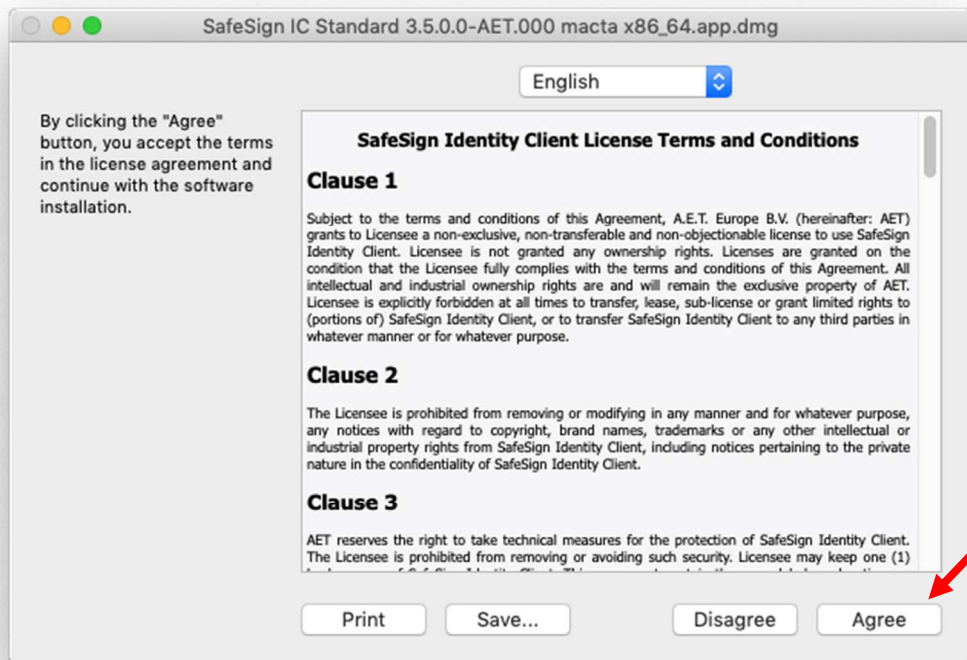 SafeSign IC Standard 3.5.0.0-AET.000 macta x86_64.app.dmg
English
By clicking the "Agree"
button, you accept the terms
in the license agreement and
continue with the software
installation.
SafeSign Identity Client License Terms and Conditions
Clause 1
Subject to the terms and conditions of this Agreement, A.E.T. Europe B.V. (hereinafter: AET)
grants to Licensee a non-exclusive, non-transferable and non-objectionable license to use SafeSign
Identity Client. Licensee is not granted any ownership rights. Licenses are granted on the
condition that the Licensee fully complies with the terms and conditions of this Agreement. All
intellectual and industrial ownership rights are and will remain the exclusive property of AET.
Licensee is explicitly forbidden at all times to transfer, lease, sub-license or grant limited rights to
(portions of) SafeSign Identity Client, or to transfer SafeSign Identity Client to any third parties in
whatever manner or for whatever purpose.
Clause 2
The Licensee is prohibited from removing or modifying in any manner and for whatever purpose,
any notices with regard to copyright, brand names, trademarks or any other intellectual or
industrial property rights from SafeSign Identity Client, including notices pertaining to the private
nature in the confidentiality of SafeSign Identity Client.
Clause 3
AET reserves the right to take technical measures for the protection of SafeSign Identity Client.
The Licensee is prohibited from removing or avoiding such security. Licensee may keep one (1)
Print
Save...
Disagree
Agree